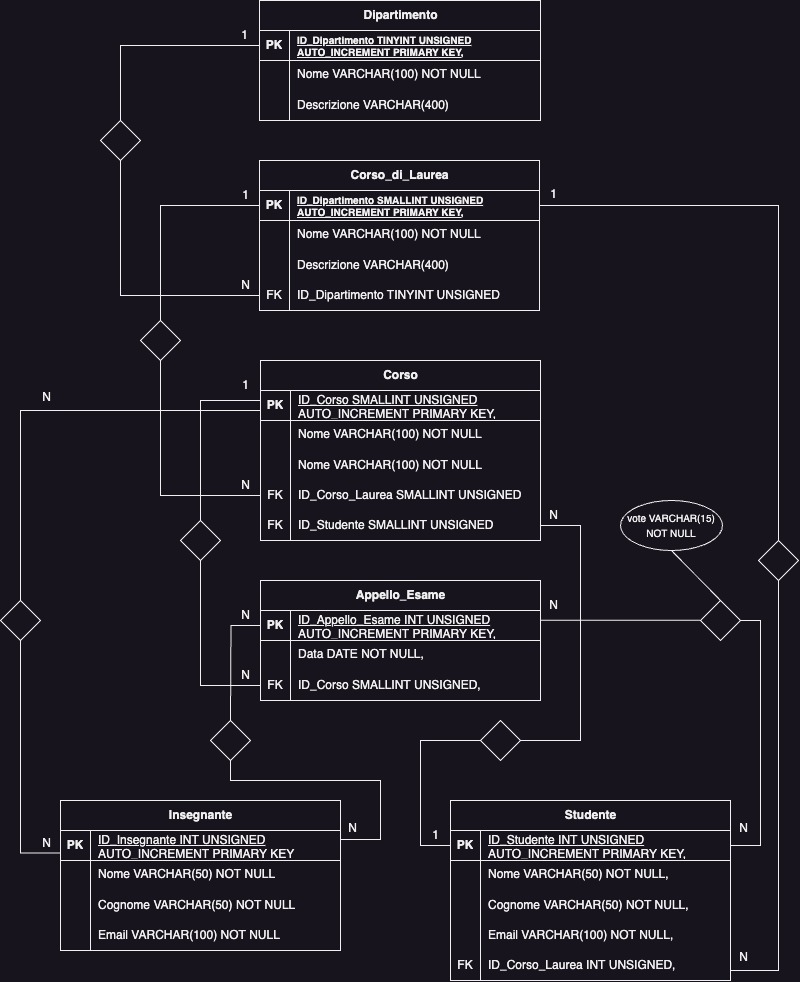 Dipartimento
1
PK
ID_Dipartimento TINYINT UNSIGNED
AUTO_INCREMENT PRIMARY KEY,
Nome VARCHAR(100) NOT NULL
Descrizione VARCHAR(400)
Corso_di_Laurea
1
PK
ID_Dipartimento SMALLINT UNSIGNED
AUTO_INCREMENT PRIMARY KEY,
1
Nome VARCHAR(100) NOT NULL
Descrizione VARCHAR(400)
N
FK
ID_Dipartimento TINYINT UNSIGNED
Corso
N
1
PK
ID_Corso SMALLINT UNSIGNED
AUTO_INCREMENT PRIMARY KEY,
Nome VARCHAR(100) NOT NULL
Nome VARCHAR(100) NOT NULL
N
FK
ID_Corso_Laurea SMALLINT UNSIGNED
FK
ID_Studente SMALLINT UNSIGNED
N
vote VARCHAR(15)
NOT NULL
Appello_Esame
N
PK
ID_Appello_Esame INT UNSIGNED
AUTO_INCREMENT PRIMARY KEY,
N
Data DATE NOT NULL,
N
FK
ID_Corso SMALLINT UNSIGNED,
Insegnante
N
PK
ID_Insegnante INT UNSIGNED
AUTO_INCREMENT PRIMARY KEY
N
Nome VARCHAR(50) NOT NULL
Cognome VARCHAR(50) NOT NULL
Email VARCHAR(100) NOT NULL
Studente
1
PK
ID_Studente INT UNSIGNED
AUTO_INCREMENT PRIMARY KEY,
N
Nome VARCHAR(50) NOT NULL,
Cognome VARCHAR(50) NOT NULL,
Email VARCHAR(100) NOT NULL,
FK
ID_Corso_Laurea INT UNSIGNED,
N